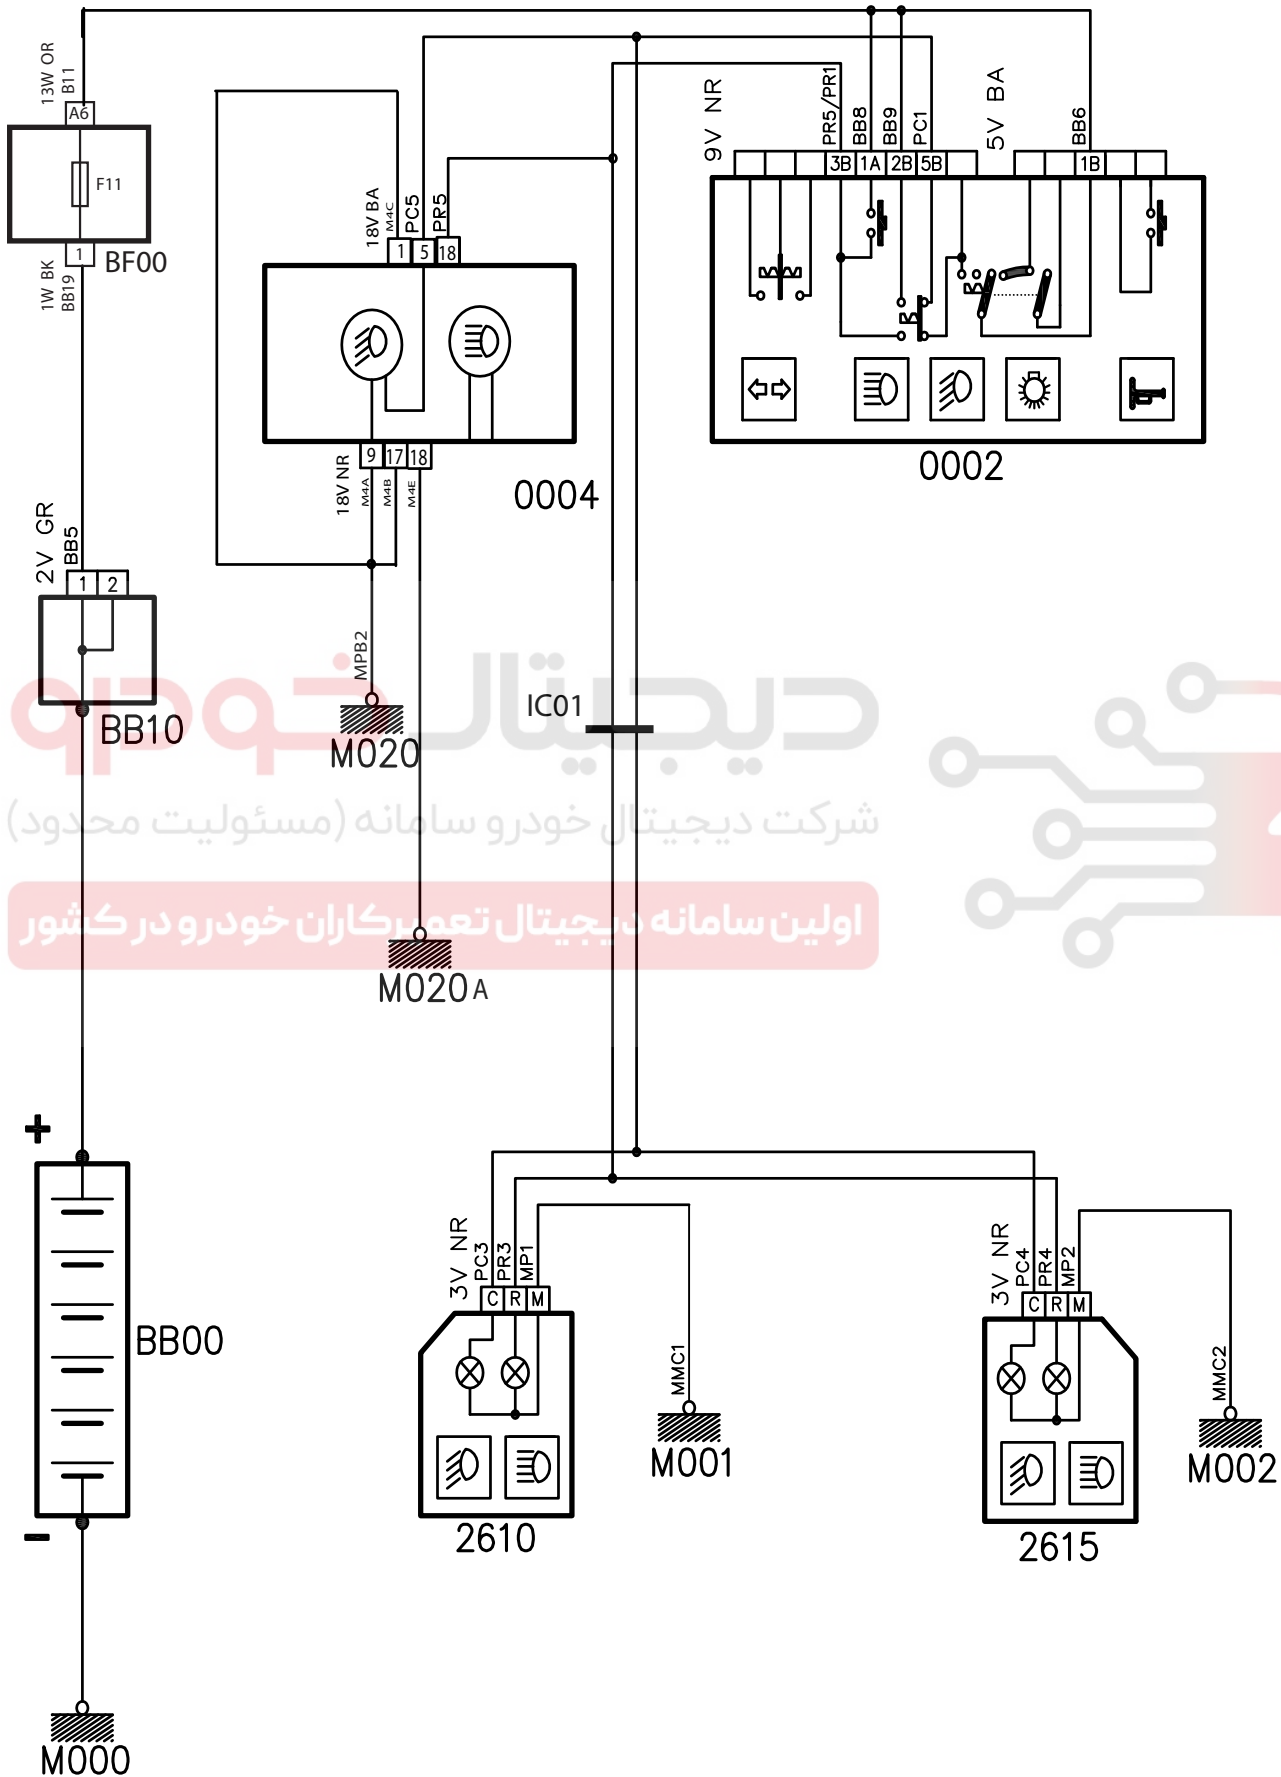 13W OR
B11
A6
F11
1
BF00
1W BK
BB19
18V BA
M4C
PC5
PR5
1 5 18
9V NR
PR5/PR1
BB8
BB9
PC1
5V BA
BB6
3B 1A 2B 5B
1B
0002
9 17 18
18V NR
M4A
M4B
M4E
0004
2V GR
BB5
1 2
BB10
MPB2
M020
IC01
دیجیتال خودرو
شرکت دیجیتال خودرو سامانه (مسئولیت محدود)
اولین سامانه دیجیتال تعمیرکاران خودرو در کشور
M020 A
+
BB00
–
M000
3V NR
PC3
PR3
MP1
C R M
MMC1
M001
2610
3V NR
PC4
PR4
MP2
C R M
MMC2
M002
2615